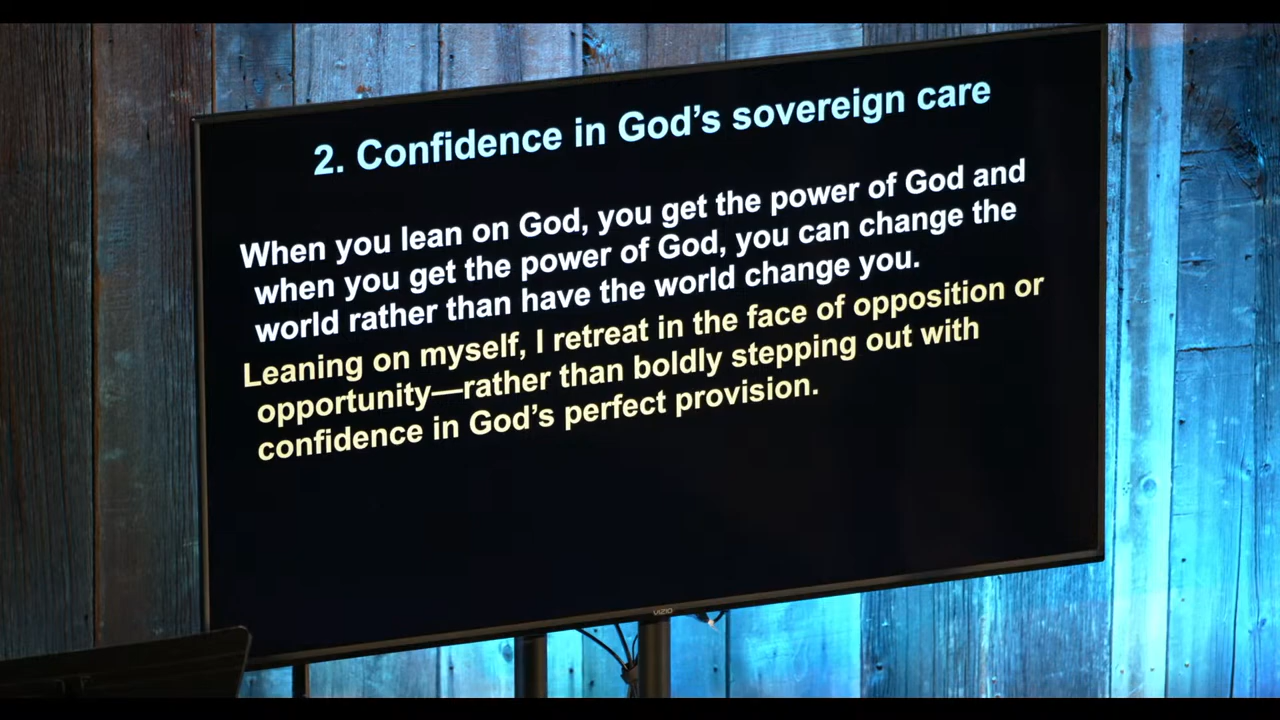 2. Confidence in God’s sovereign care
When you lean on God, you get the power of God and
when you get the power of God, you can change the
world rather than have the world change you.
Leaning on myself, I retreat in the face of opposition or
opportunity—rather than boldly stepping out with
confidence in God’s perfect provision.
VIZIO